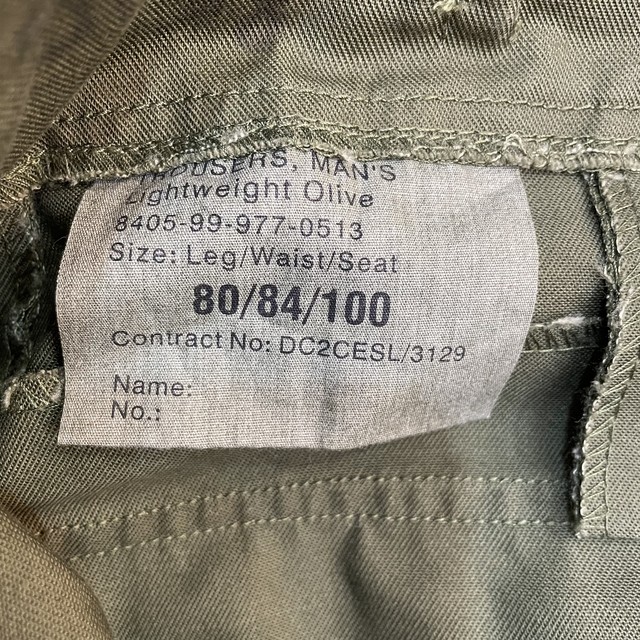 TROUSERS, MAN'S
Lightweight Olive
8405-99-977-0513
Size: Leg/Waist/Seat
80/84/100
Contract No: DC2CESL/3129
Name:
No.: